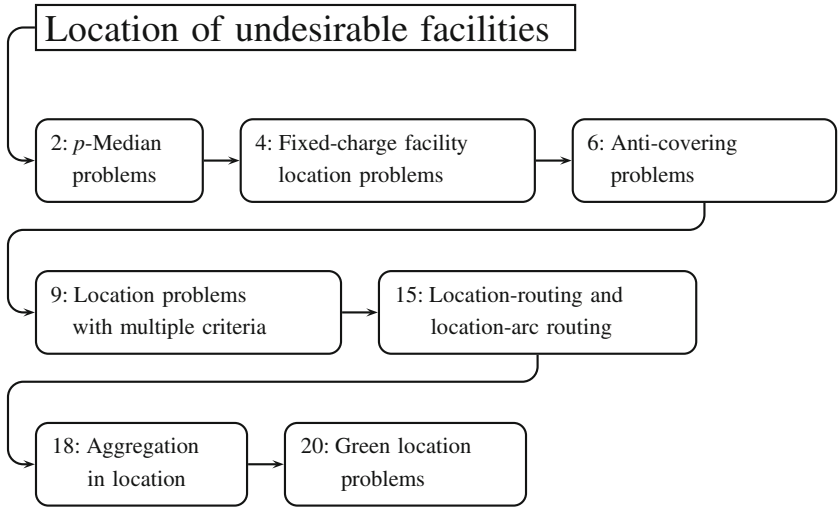 Location of undesirable facilities
2: p-Median
problems
4: Fixed-charge facility
location problems
6: Anti-covering
problems
9: Location problems
with multiple criteria
15: Location-routing and
location-arc routing
18: Aggregation
in location
20: Green location
problems